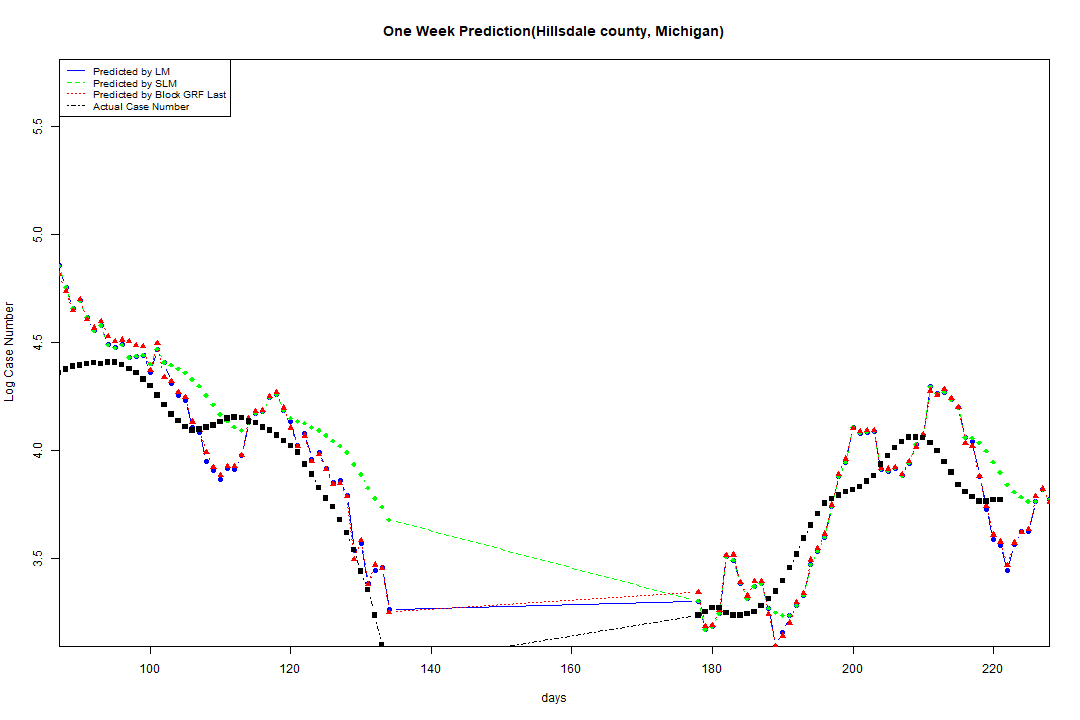 One Week Prediction(Hillsdale county, Michigan)
Predicted by LM
Predicted by SLM
Predicted by Block GRF Last
Actual Case Number
5.5
5.0
4.5
4.0
3.5
Log Case Number
100 120 140 160 180 200 220
days